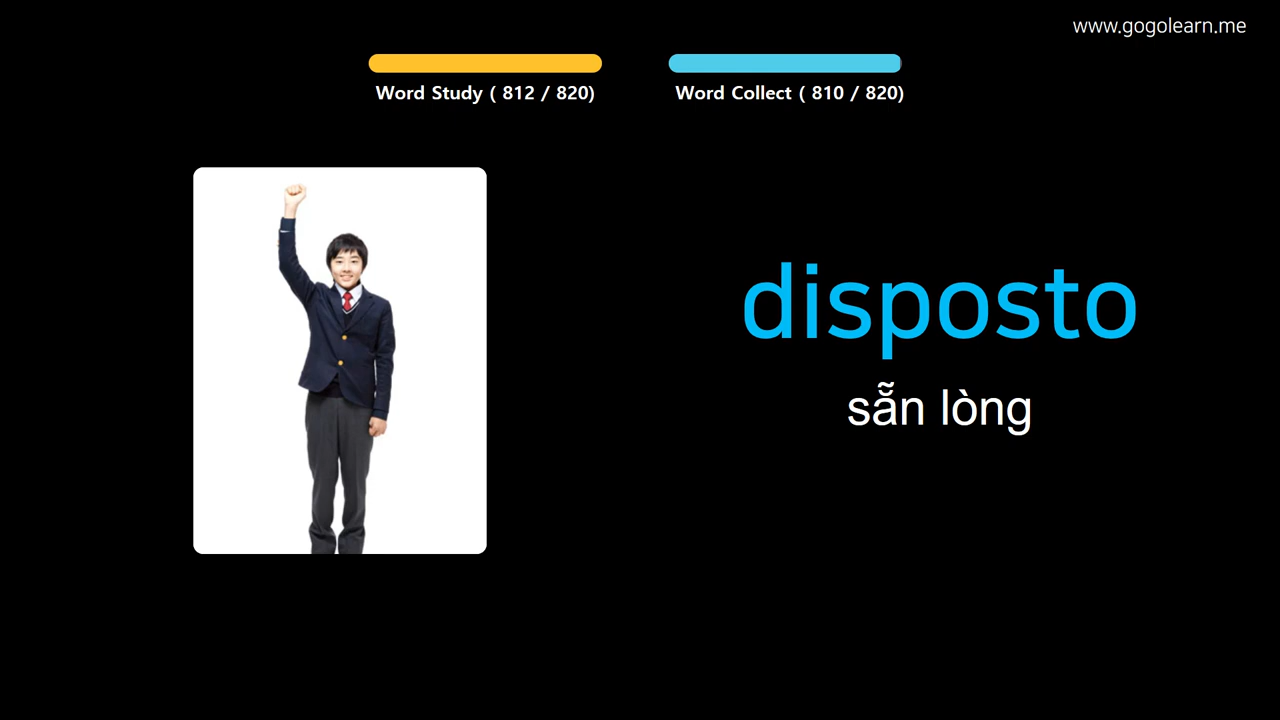 www.gogolearn.me
Word Study ( 812 / 820)
Word Collect ( 810 / 820)
disposto
sẵn lòng